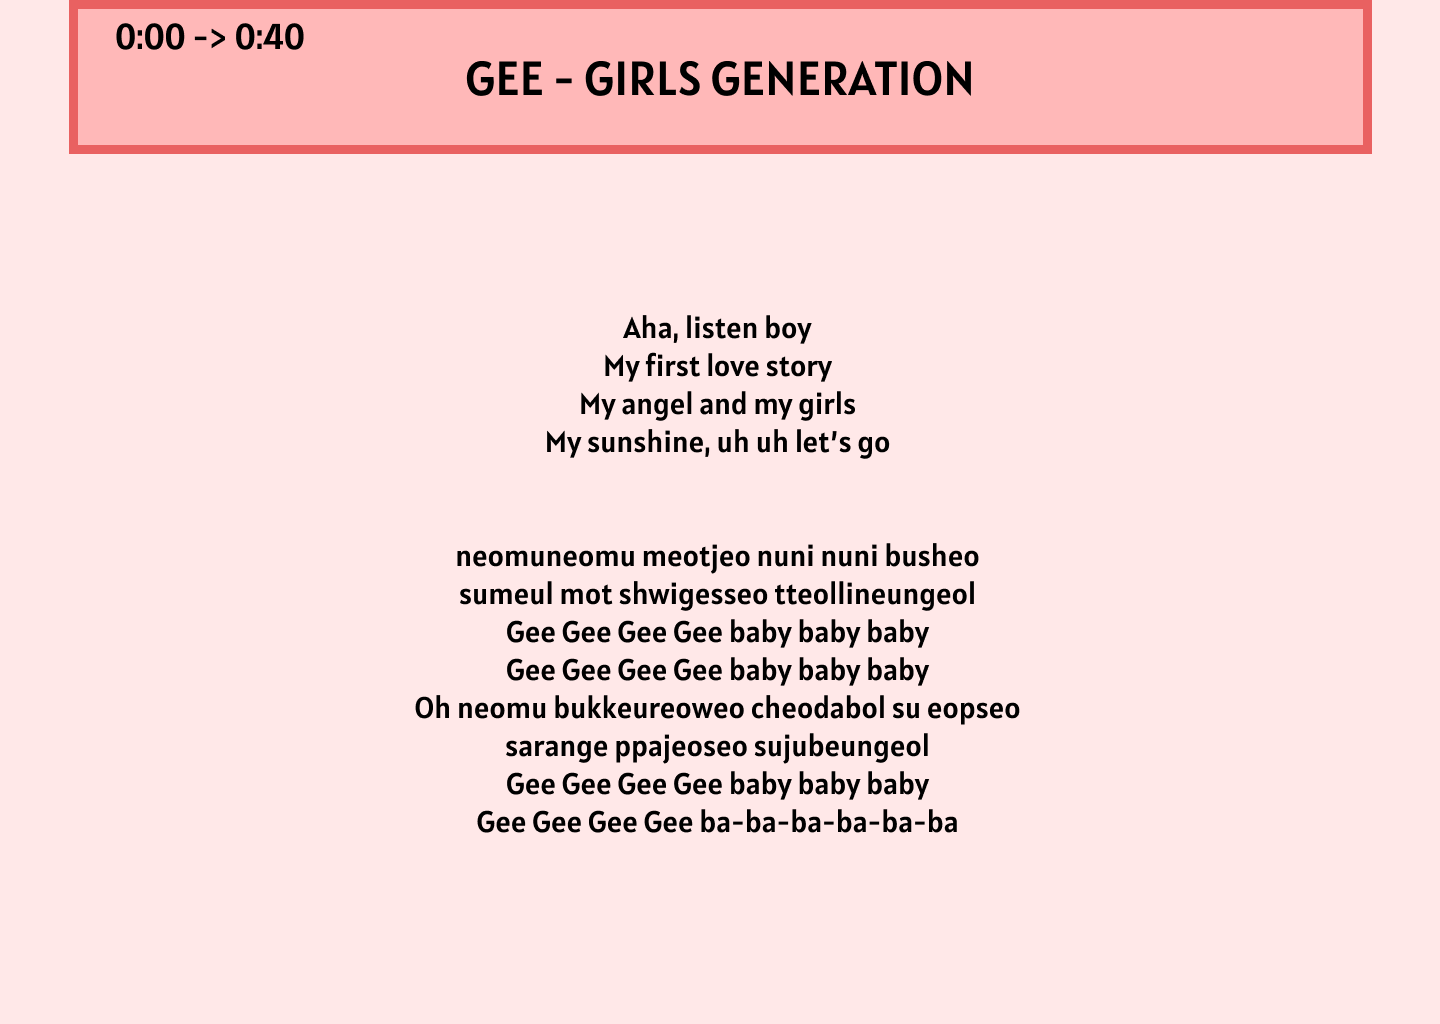 0:00 -> 0:40
GEE - GIRLS GENERATION
Aha, listen boy
My first love story
My angel and my girls
My sunshine, uh uh let's go
neomuneomu meotjeo nuni nuni busheo
sumeul mot shwigesseo tteollineungeol
Gee Gee Gee Gee baby baby baby
Gee Gee Gee Gee baby baby baby
Oh neomu bukkeureoweo cheodabol su eopseo
sarange ppajeoseo sujubeungeol
Gee Gee Gee Gee baby baby baby
Gee Gee Gee Gee ba-ba-ba-ba-ba-ba